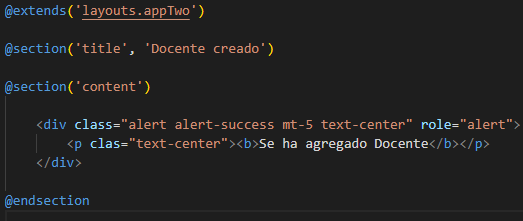 @extends('layouts.appTwo')
@section('title', 'Docente creado')
@section('content')
<div class="alert alert-success mt-5 text-center" role="alert">
<p clas="text-center"><b>Se ha agregado Docente</b></p>
</div>
@endsection